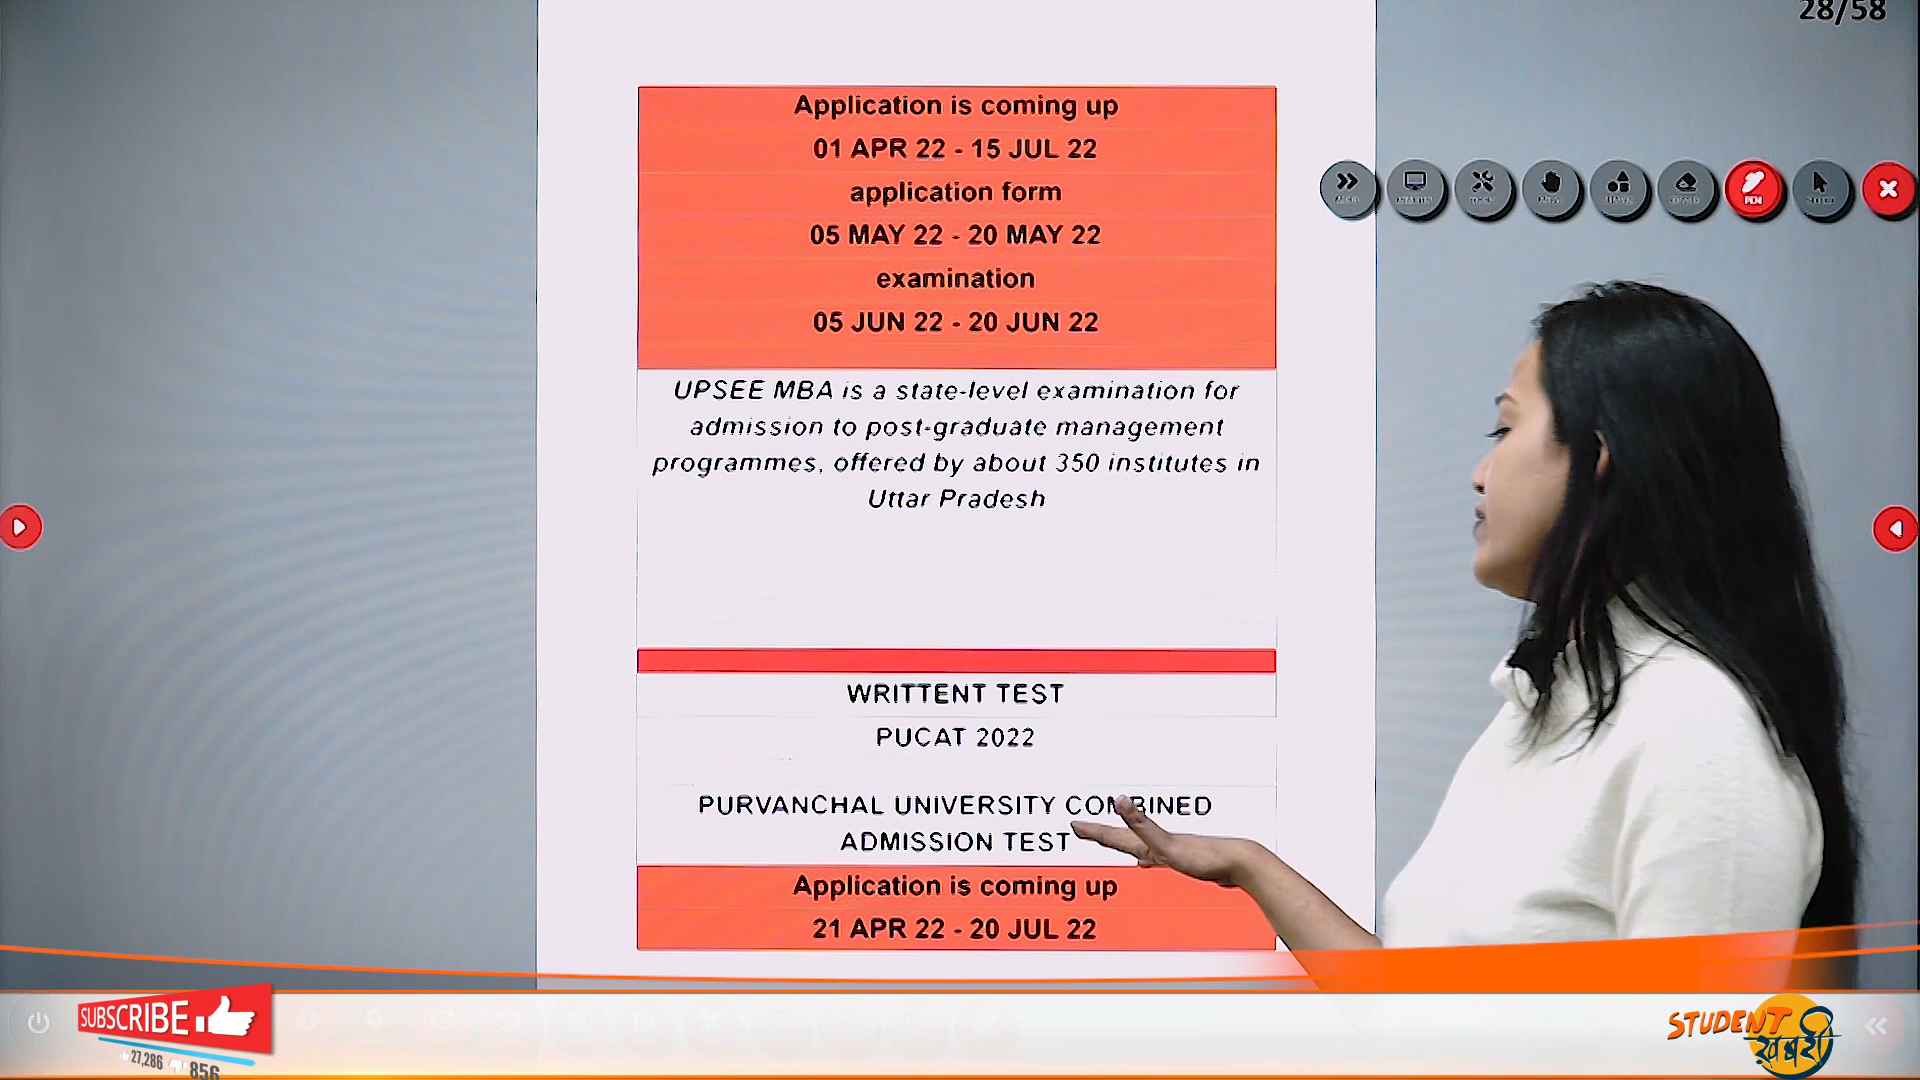 28/58
Application is coming up
01 APR 22 - 15 JUL 22
application form
05 MAY 22 - 20 MAY 22
examination
05 JUN 22 - 20 JUN 22
UPSEE MBA is a state-level examination for
admission to post-graduate management
programmes, offered by about 350 institutes in
Uttar Pradesh
PEN
WRITTENT TEST
PUCAT 2022
PURVANCHAL UNIVERSITY COMBINED
ADMISSION TEST
Application is coming up
21 APR 22 - 20 JUL 22
SUBSCRIBE
27,286 856
STUDENT
ख़बरी